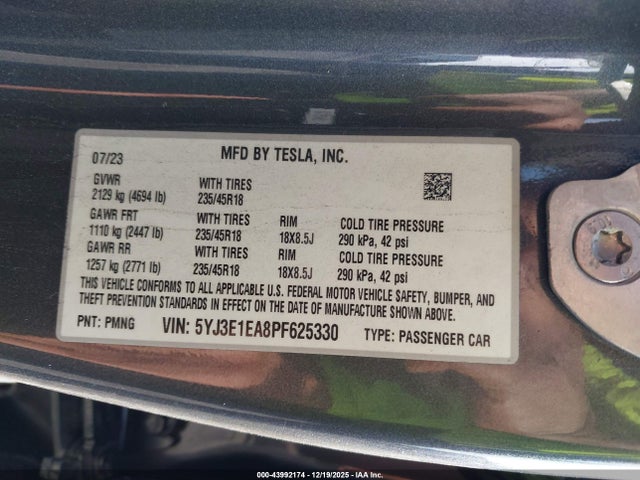 07/23 MFD BY TESLA, INC.
GVWR WITH TIRES
2129 kg (4694 lb) 235/45R18
GAWR FRT WITH TIRES RIM COLD TIRE PRESSURE
1110 kg (2447 lb) 235/45R18 18X8.5J 290 kPa, 42 psi
GAWR RR WITH TIRES RIM COLD TIRE PRESSURE
1257 kg (2771 lb) 235/45R18 18X8.5J 290 kPa, 42 psi
THIS VEHICLE CONFORMS TO ALL APPLICABLE U.S. FEDERAL MOTOR VEHICLE SAFETY, BUMPER, AND
THEFT PREVENTION STANDARDS IN EFFECT ON THE DATE OF MANUFACTURE SHOWN ABOVE.
PNT: PMNG VIN: 5YJ3E1EA8PF625330 TYPE: PASSENGER CAR
000-43992174 | 12/19/2025 | IAA Inc.